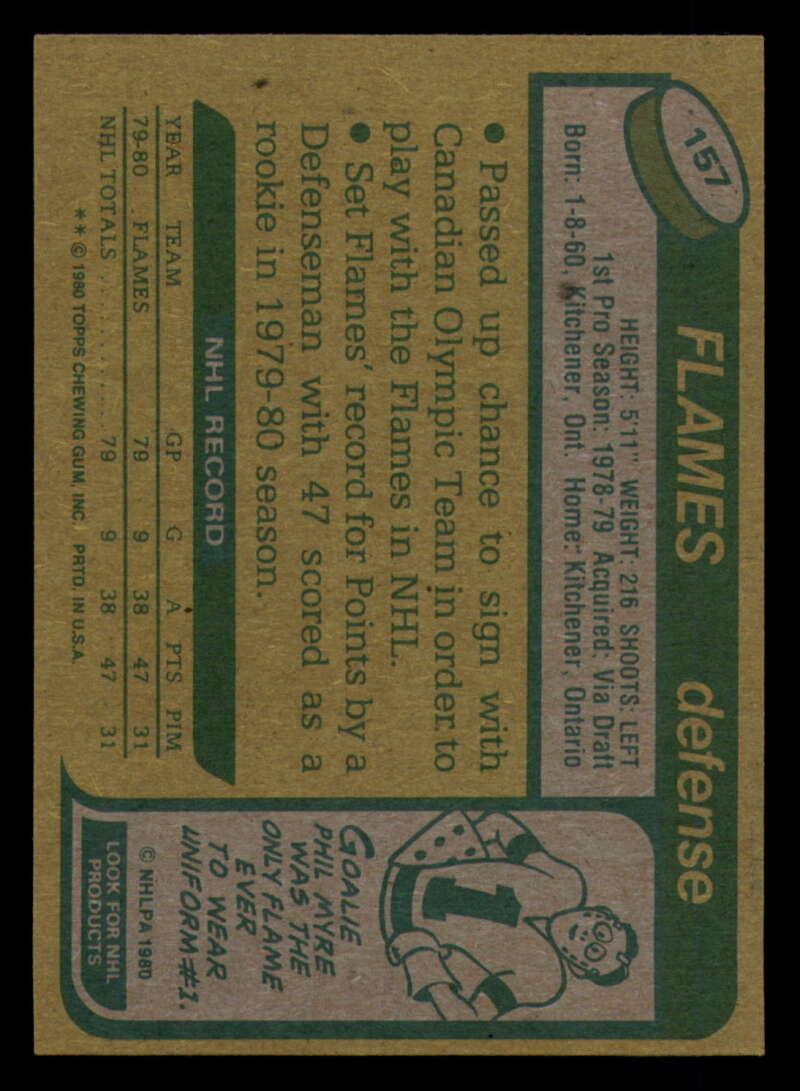 157
FLAMES defense
HEIGHT: 5'11" WEIGHT: 216 SHOOTS: LEFT
1st Pro Season: 1978-79 Acquired: Via Draft
Born: 1-8-60, Kitchener, Ont. Home: Kitchener, Ontario
● Passed up chance to sign with
Canadian Olympic Team in order to
play with the Flames in NHL.
● Set Flames' record for Points by a
Defenseman with 47 scored as a
rookie in 1979-80 season.
NHL RECORD
YEAR TEAM GP G A PTS PIM
79-80 FLAMES 79 9 38 47 31
NHL TOTALS .......... 79 9 38 47 31
** © 1980 TOPPS CHEWING GUM, INC. PRTD. IN U.S.A.
1
GOALIE
PHIL MYRE
WAS THE
ONLY FLAME
EVER
TO WEAR
UNIFORM #1.
© NHLPA 1980
LOOK FOR NHL
PRODUCTS